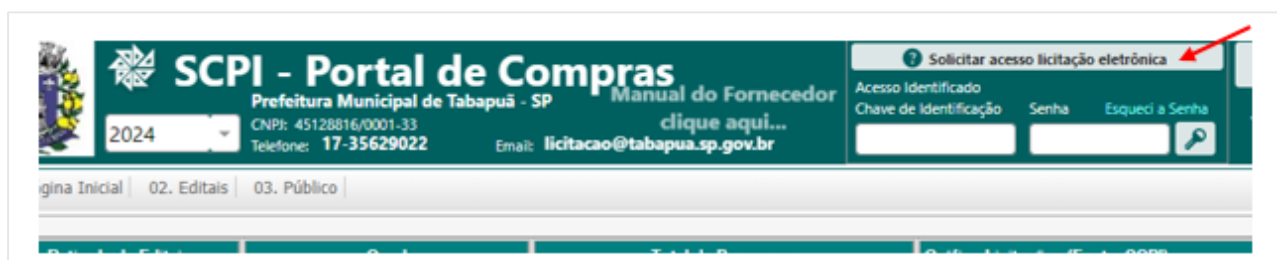 Solicitar acesso licitação eletrônica
SCPI - Portal de Compras
Prefeitura Municipal de Tabapuã - SP
Manual do Fornecedor
clique aqui...
Acesso Identificado
Chave de Identificação Senha Esqueci a Senha
2024
CNPJ: 45128816/0001-33
Telefone: 17-35629022 Email: licitacao@tabapua.sp.gov.br
gina Inicial 02. Editais 03. Público